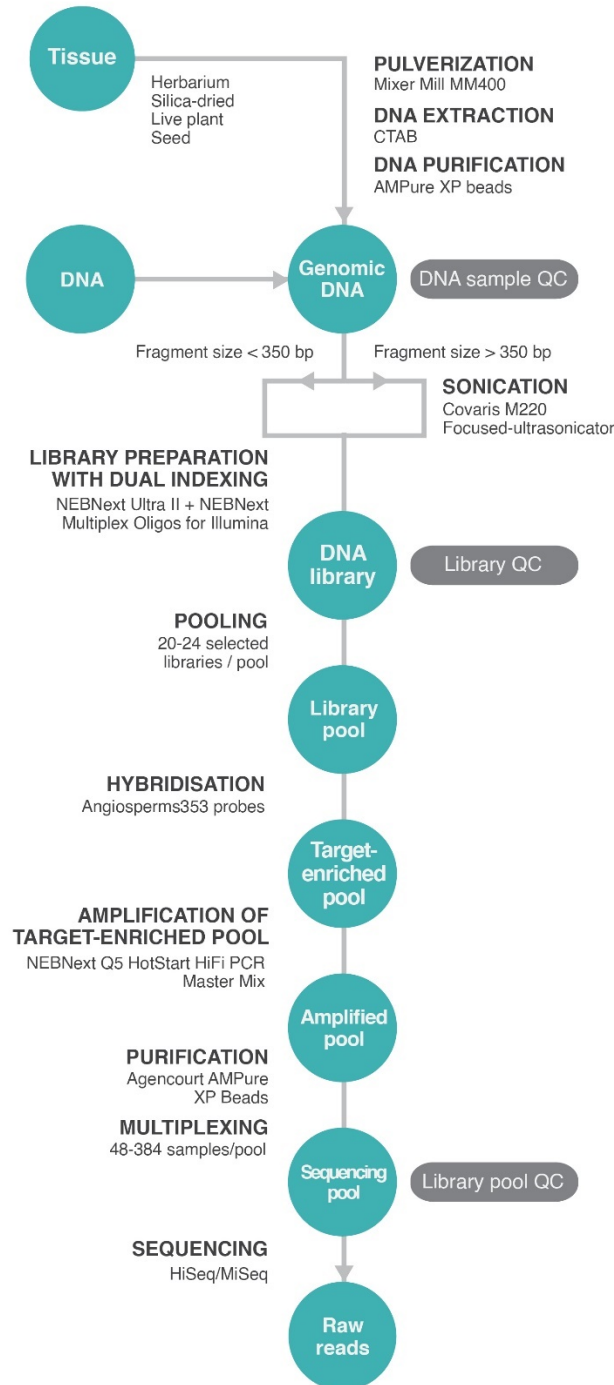 Tissue
Herbarium
Silica-dried
Live plant
Seed
PULVERIZATION
Mixer Mill MM400
DNA EXTRACTION
CTAB
DNA PURIFICATION
AMPure XP beads
DNA
Genomic
DNA
DNA sample QC
Fragment size < 350 bp
Fragment size > 350 bp
SONICATION
Covaris M220
Focused-ultrasonicator
LIBRARY PREPARATION
WITH DUAL INDEXING
NEBNext Ultra II + NEBNext
Multiplex Oligos for Illumina
DNA
library
Library QC
POOLING
20-24 selected
libraries / pool
Library
pool
HYBRIDISATION
Angiosperms353 probes
Target-
enriched
pool
AMPLIFICATION OF
TARGET-ENRICHED POOL
NEBNext Q5 HotStart HiFi PCR
Master Mix
Amplified
pool
PURIFICATION
Agencourt AMPure
XP Beads
MULTIPLEXING
48-384 samples/pool
Sequencing
pool
Library pool QC
SEQUENCING
HiSeq/MiSeq
Raw
reads